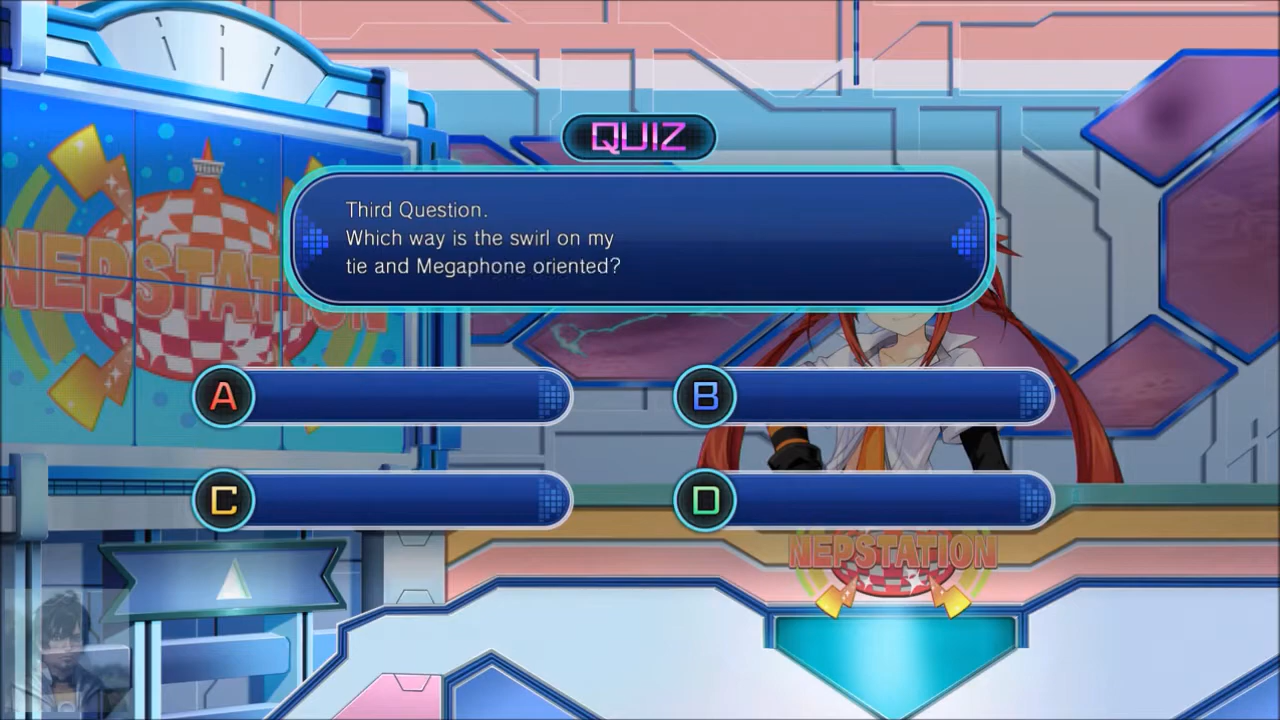 QUIZ
Third Question.
Which way is the swirl on my
tie and Megaphone oriented?
NEPSTATION
A
B
C
D
NEPSTATION